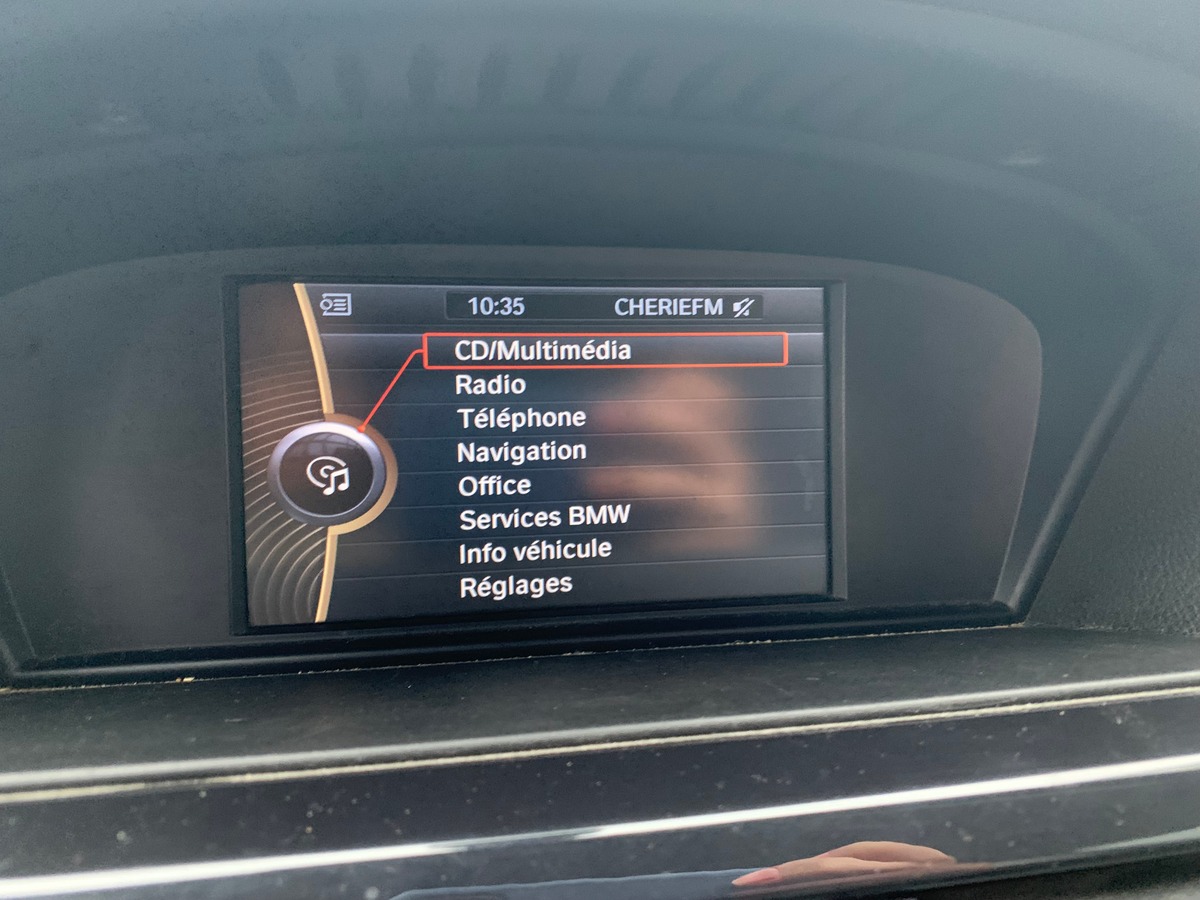 10:35 CHERIEFM
CD/Multimédia
Radio
Téléphone
Navigation
Office
Services BMW
Info véhicule
Réglages